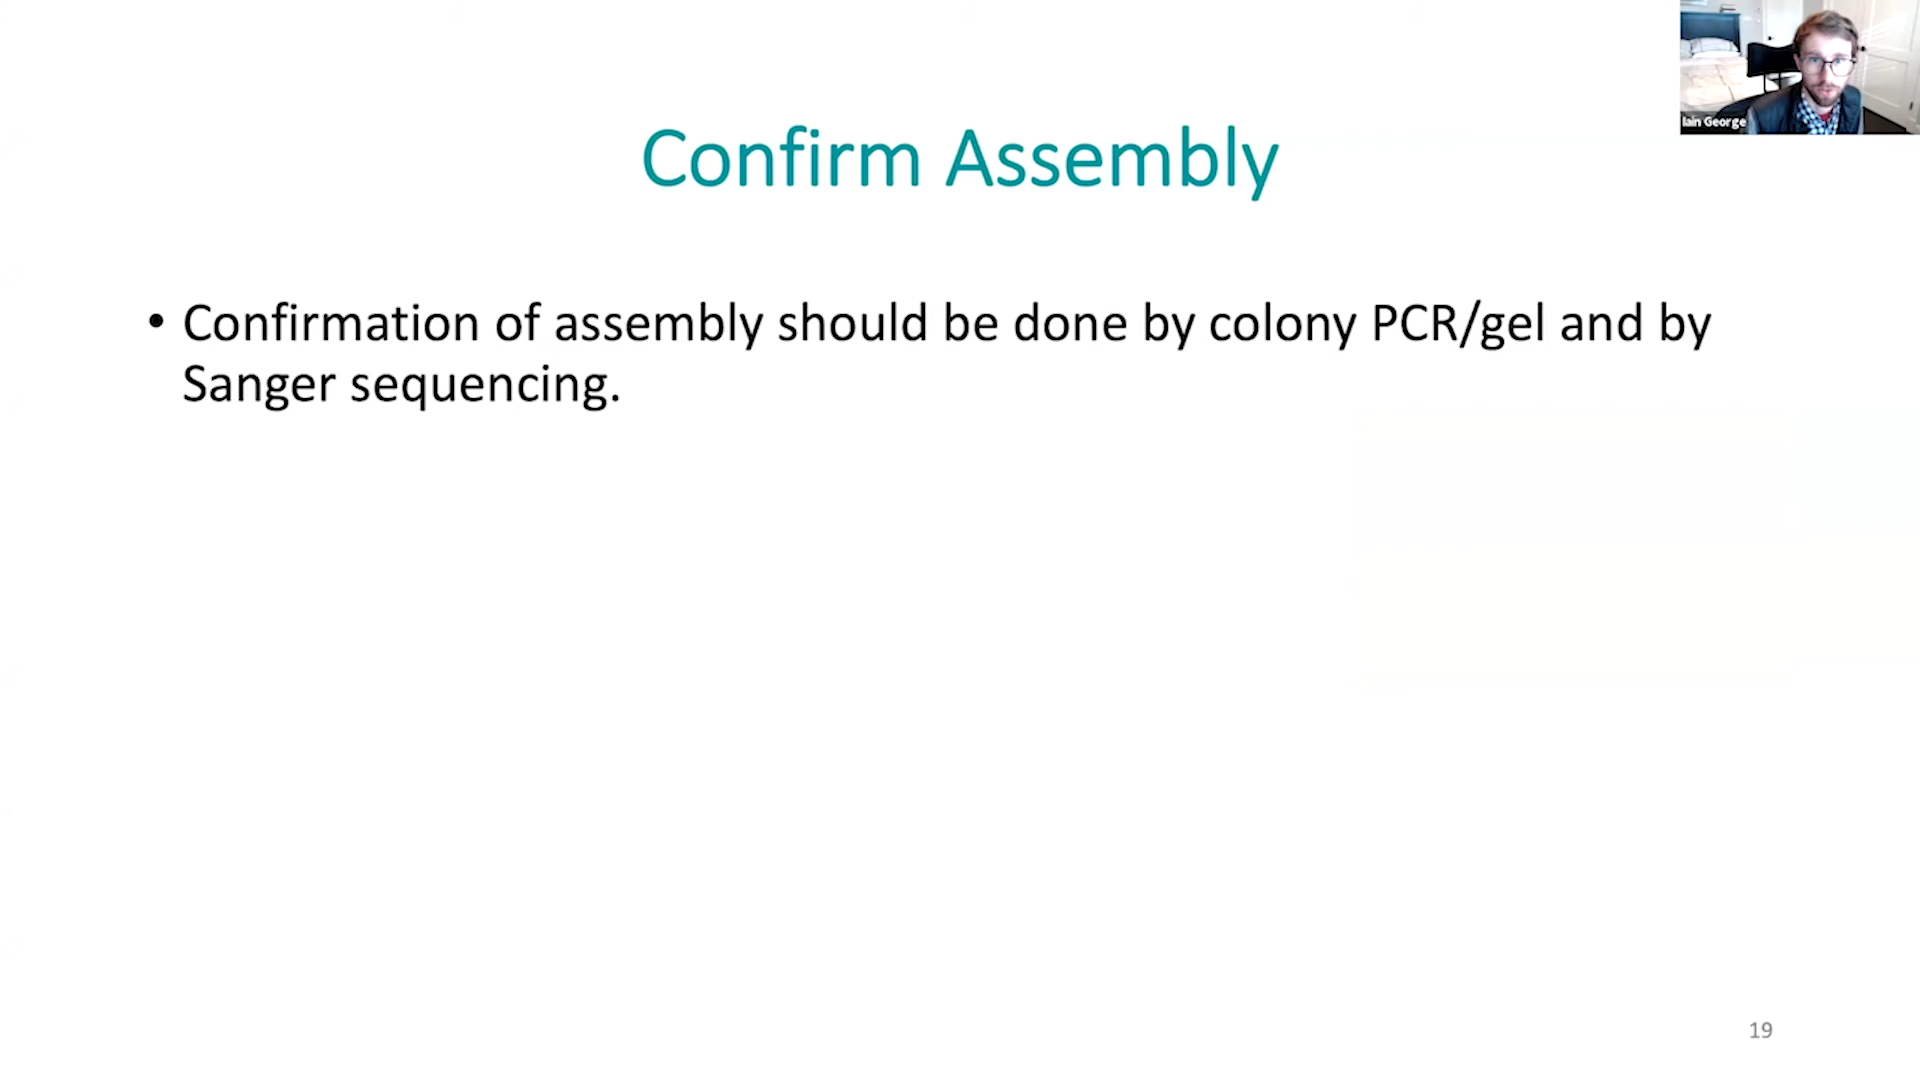 Iain George
Confirm Assembly
• Confirmation of assembly should be done by colony PCR/gel and by
Sanger sequencing.
19